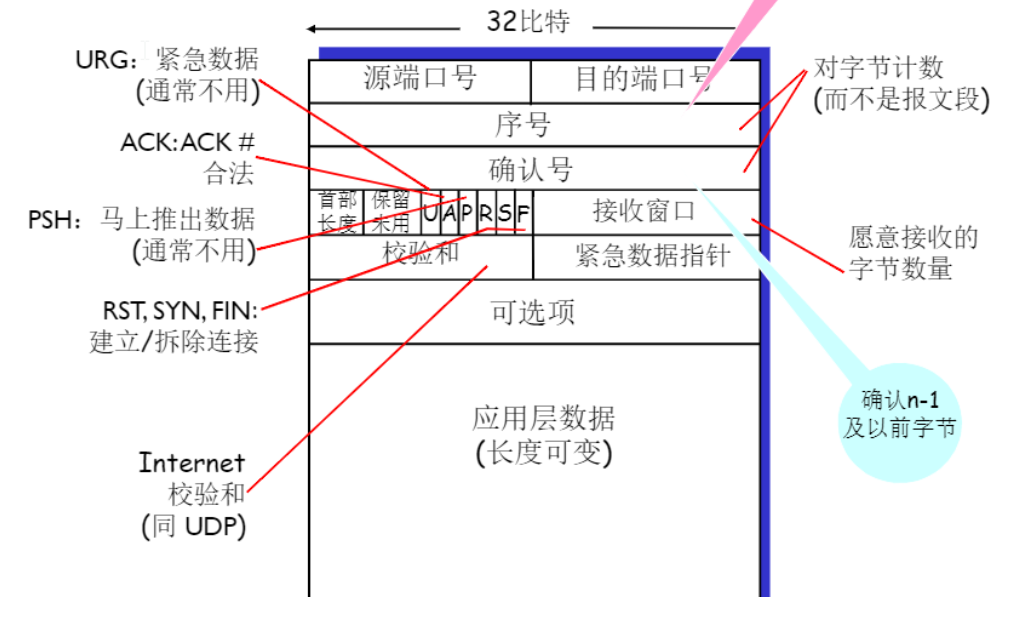 32比特
URG：紧急数据
(通常不用)
ACK:ACK #
合法
PSH：马上推出数据
(通常不用)
RST, SYN, FIN:
建立/拆除连接
Internet
校验和
(同 UDP)
源端口号
目的端口号
序号
确认号
首部
长度
保留
未用
U A P R S F
接收窗口
校验和
紧急数据指针
可选项
应用层数据
(长度可变)
对字节计数
(而不是报文段)
愿意接收的
字节数量
确认n-1
及以前字节